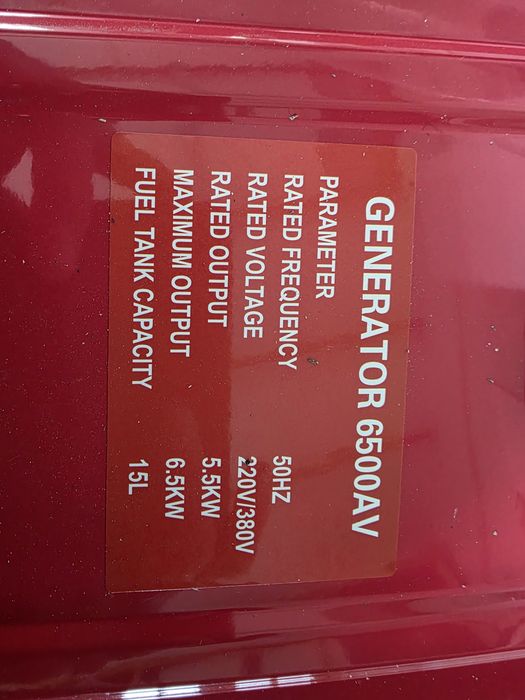 GENERATOR 6500AV
PARAMETER
RATED FREQUENCY 50HZ
RATED VOLTAGE 220V/380V
RATED OUTPUT 5.5KW
MAXIMUM OUTPUT 6.5KW
FUEL TANK CAPACITY 15L